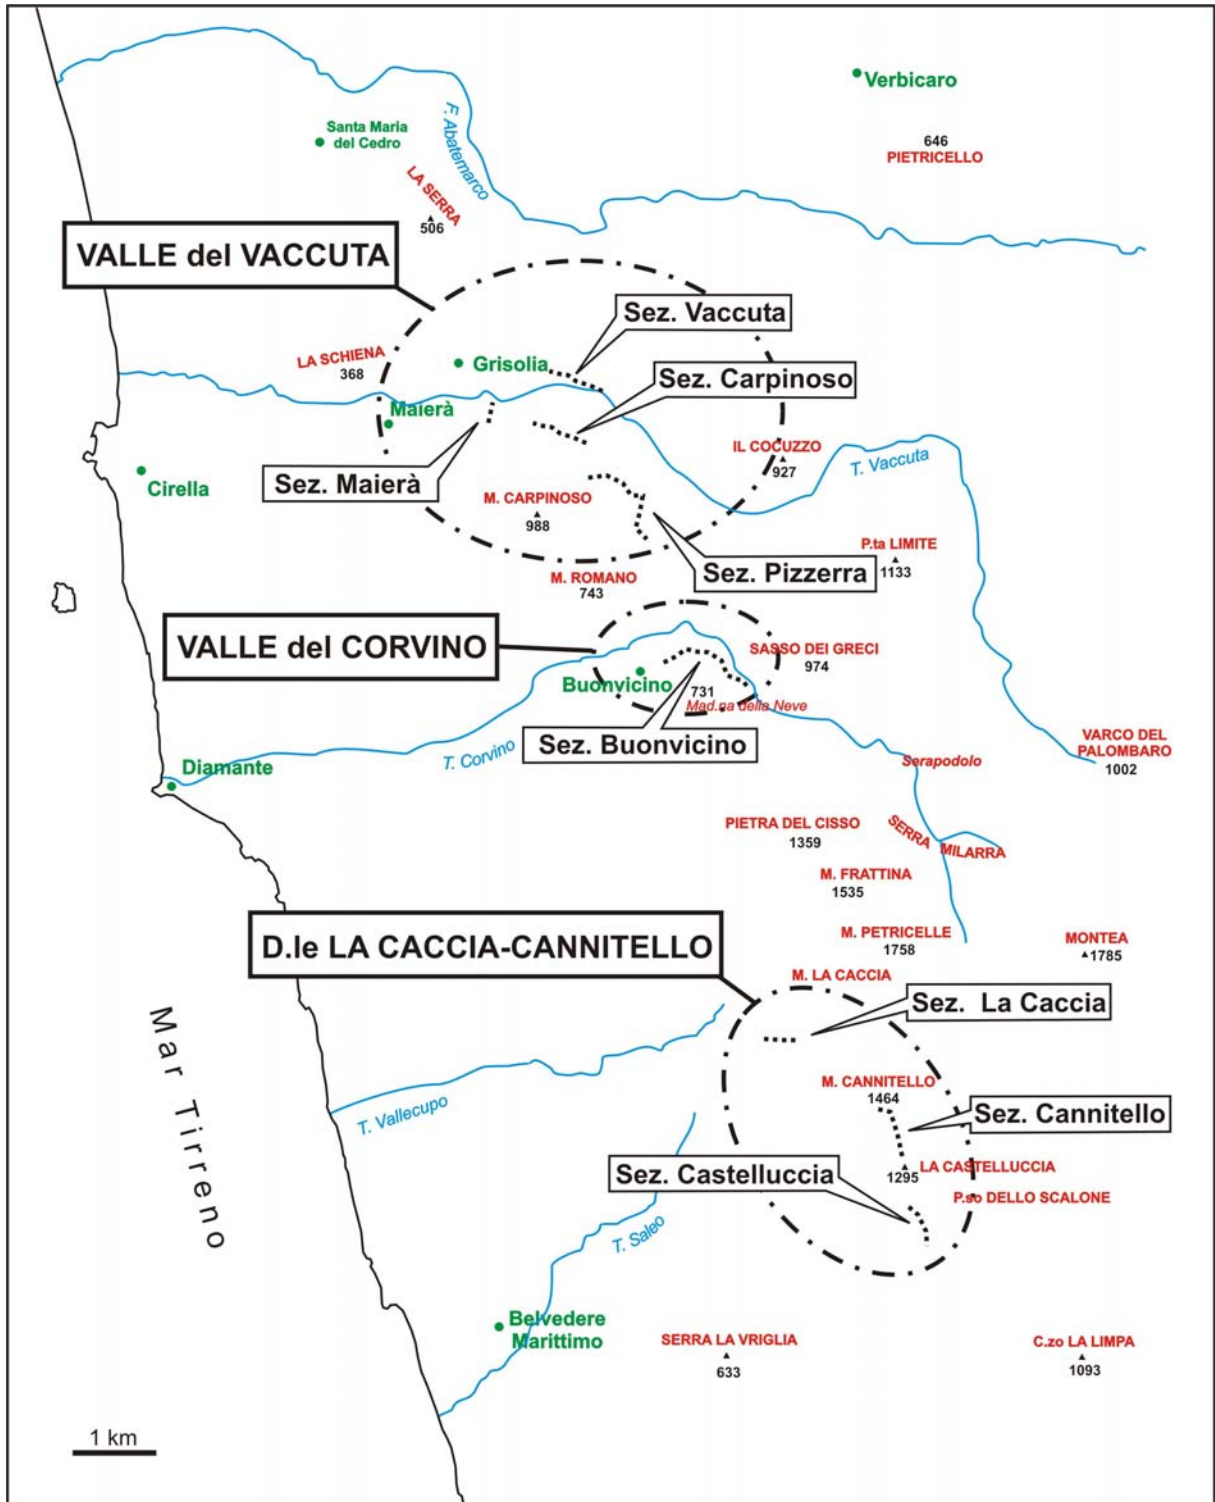 Verbicaro
Santa Maria
del Cedro
F. Abatemarco
646
PIETRICELLO
LA SERRA
506
VALLE del VACCUTA
Sez. Vaccuta
LA SCHIENA
368
Grisolia
Sez. Carpinoso
Maierà
IL COCUZZO
927
T. Vaccuta
Cirella
Sez. Maierà
M. CARPINOSO
988
P.ta LIMITE
1133
Sez. Pizzerra
M. ROMANO
743
VALLE del CORVINO
SASSO DEI GRECI
974
Buonvicino
731
Mad.na della Neve
Sez. Buonvicino
T. Corvino
VARCO DEL
PALOMBARO
1002
Diamante
Serapodolo
PIETRA DEL CISSO
1359
SERRA MILARRA
M. FRATTINA
1535
M. PETRICELLE
1758
MONTEA
1785
D.le LA CACCIA-CANNITELLO
M. LA CACCIA
Sez. La Caccia
Mar Tirreno
M. CANNITELLO
1464
Sez. Cannitello
T. Vallecupo
LA CASTELLUCCIA
1295
Sez. Castelluccia
P.so DELLO SCALONE
T. Saleo
Belvedere
Marittimo
SERRA LA VRIGLIA
633
C.zo LA LIMPA
1093
1 km